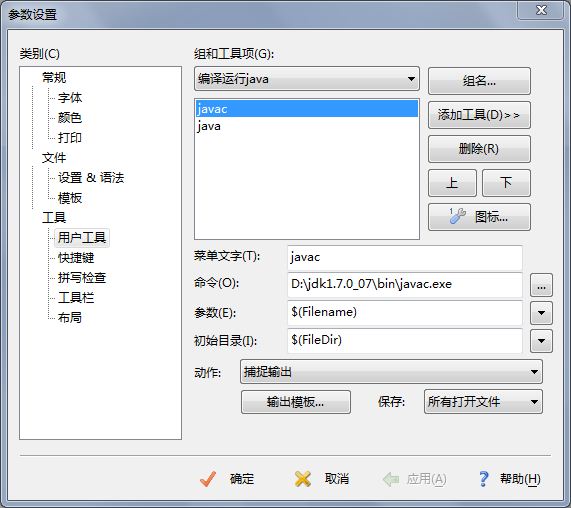 参数设置
类别(C)
常规
字体
颜色
打印
文件
设置 & 语法
模板
工具
用户工具
快捷键
拼写检查
工具栏
布局
组和工具项(G):
编译运行java
组名...
javac
java
添加工具(D)>>
删除(R)
上
下
图标...
菜单文字(T):
javac
命令(O):
D:\jdk1.7.0_07\bin\javac.exe
...
参数(E):
$(Filename)
初始目录(I):
$(FileDir)
动作:
捕捉输出
输出模板...
保存:
所有打开文件
确定
取消
应用(A)
帮助(H)